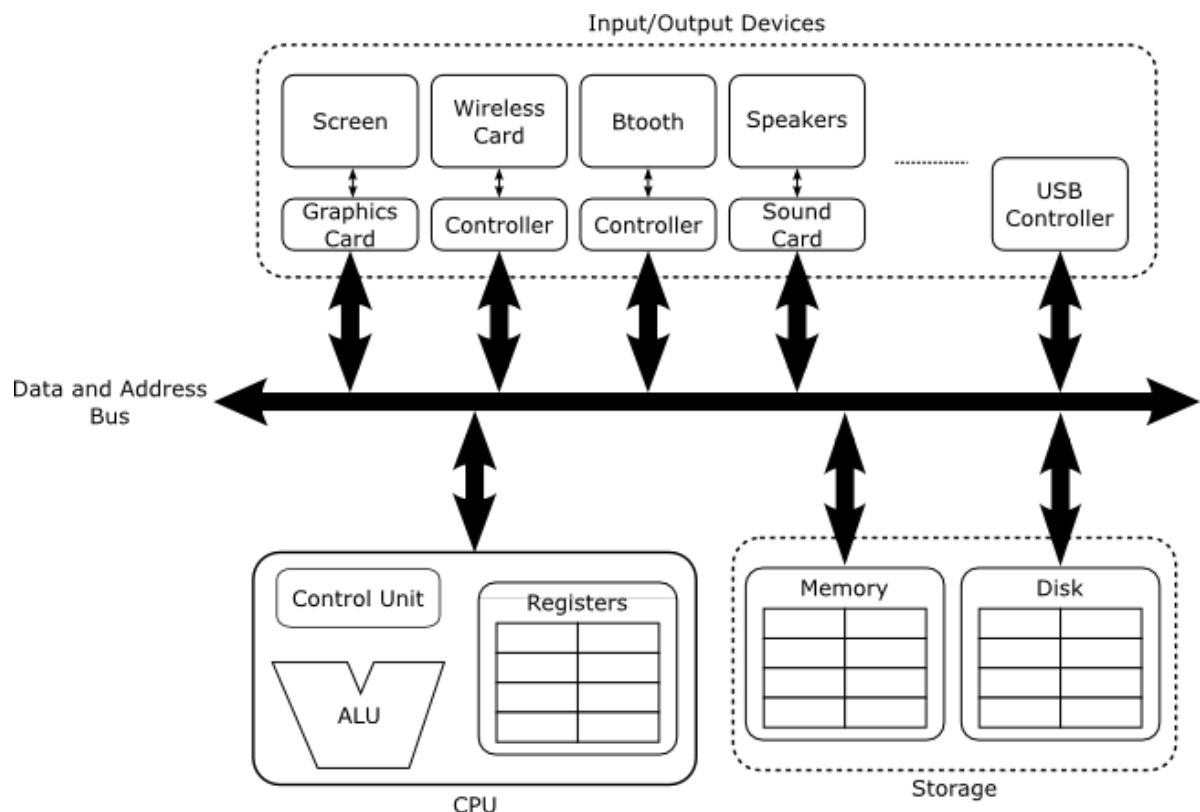 Input/Output Devices
Screen
Wireless
Card
Btooth
Speakers
USB
Controller
Graphics
Card
Controller
Controller
Sound
Card
Data and Address
Bus
Control Unit
Registers
ALU
CPU
Memory
Disk
Storage